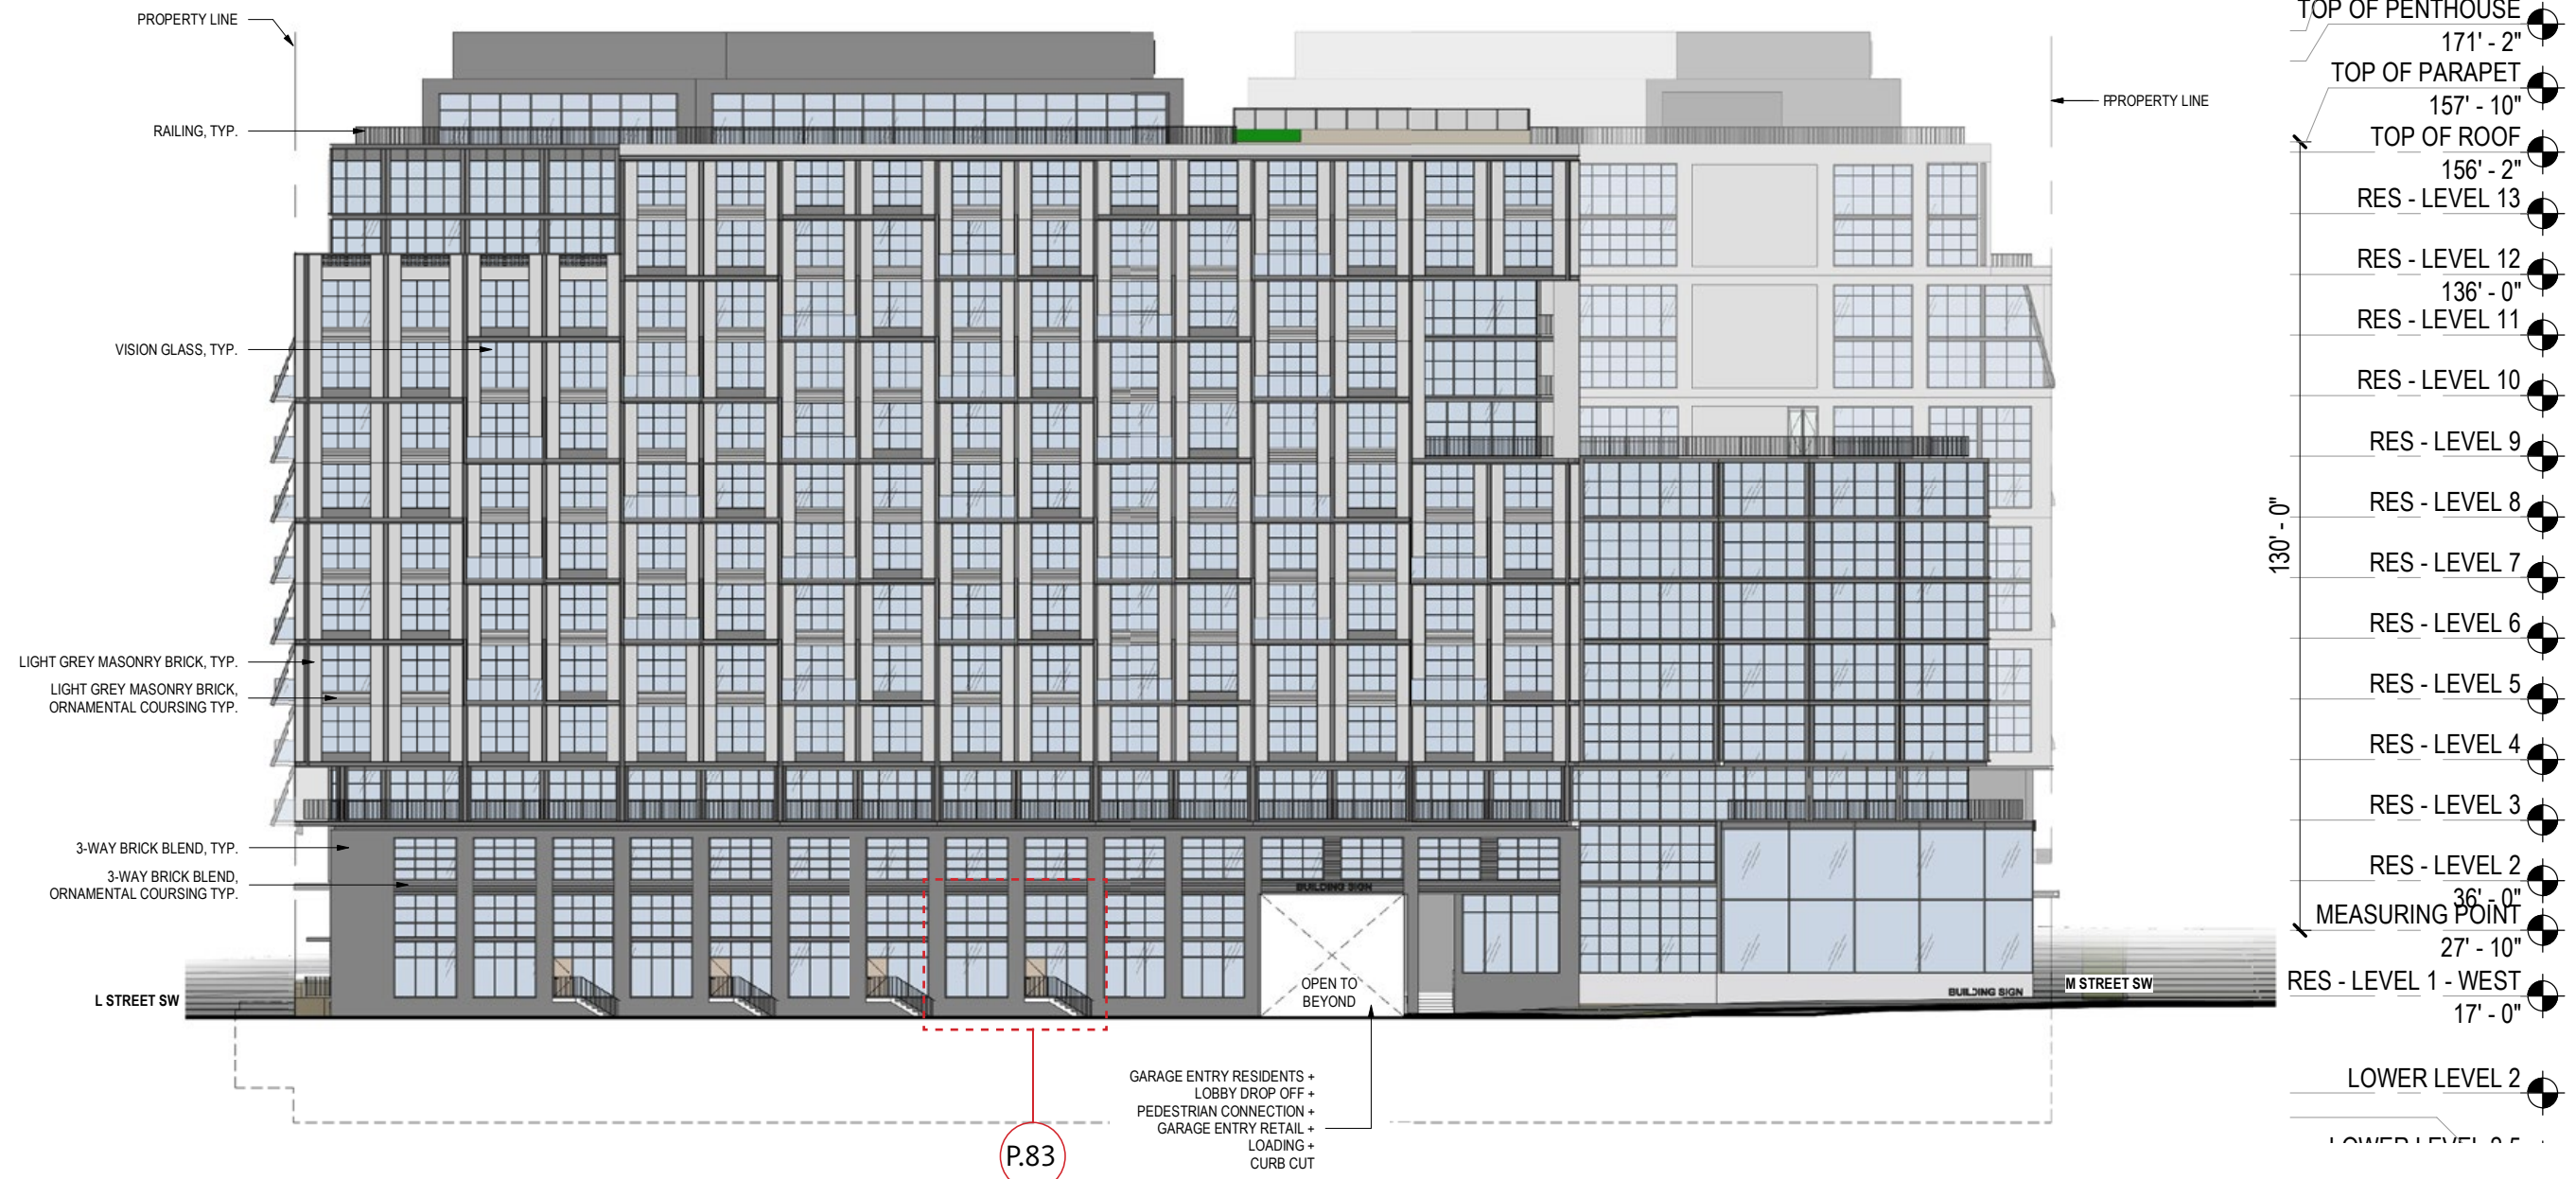 PROPERTY LINE
RAILING, TYP.
VISION GLASS, TYP.
LIGHT GREY MASONRY BRICK, TYP.
LIGHT GREY MASONRY BRICK,
ORNAMENTAL COURSING TYP.
3-WAY BRICK BLEND, TYP.
3-WAY BRICK BLEND,
ORNAMENTAL COURSING TYP.
L STREET SW
BUILDING SIGN
OPEN TO
BEYOND
BUILDING SIGN
M STREET SW
GARAGE ENTRY RESIDENTS +
LOBBY DROP OFF +
PEDESTRIAN CONNECTION +
GARAGE ENTRY RETAIL +
LOADING +
CURB CUT
P.83
PPROPERTY LINE
130' - 0"
TOP OF PENTHOUSE
171' - 2"
TOP OF PARAPET
157' - 10"
TOP OF ROOF
156' - 2"
RES - LEVEL 13
RES - LEVEL 12
136' - 0"
RES - LEVEL 11
RES - LEVEL 10
RES - LEVEL 9
RES - LEVEL 8
RES - LEVEL 7
RES - LEVEL 6
RES - LEVEL 5
RES - LEVEL 4
RES - LEVEL 3
RES - LEVEL 2
36' - 0"
MEASURING POINT
27' - 10"
RES - LEVEL 1 - WEST
17' - 0"
LOWER LEVEL 2